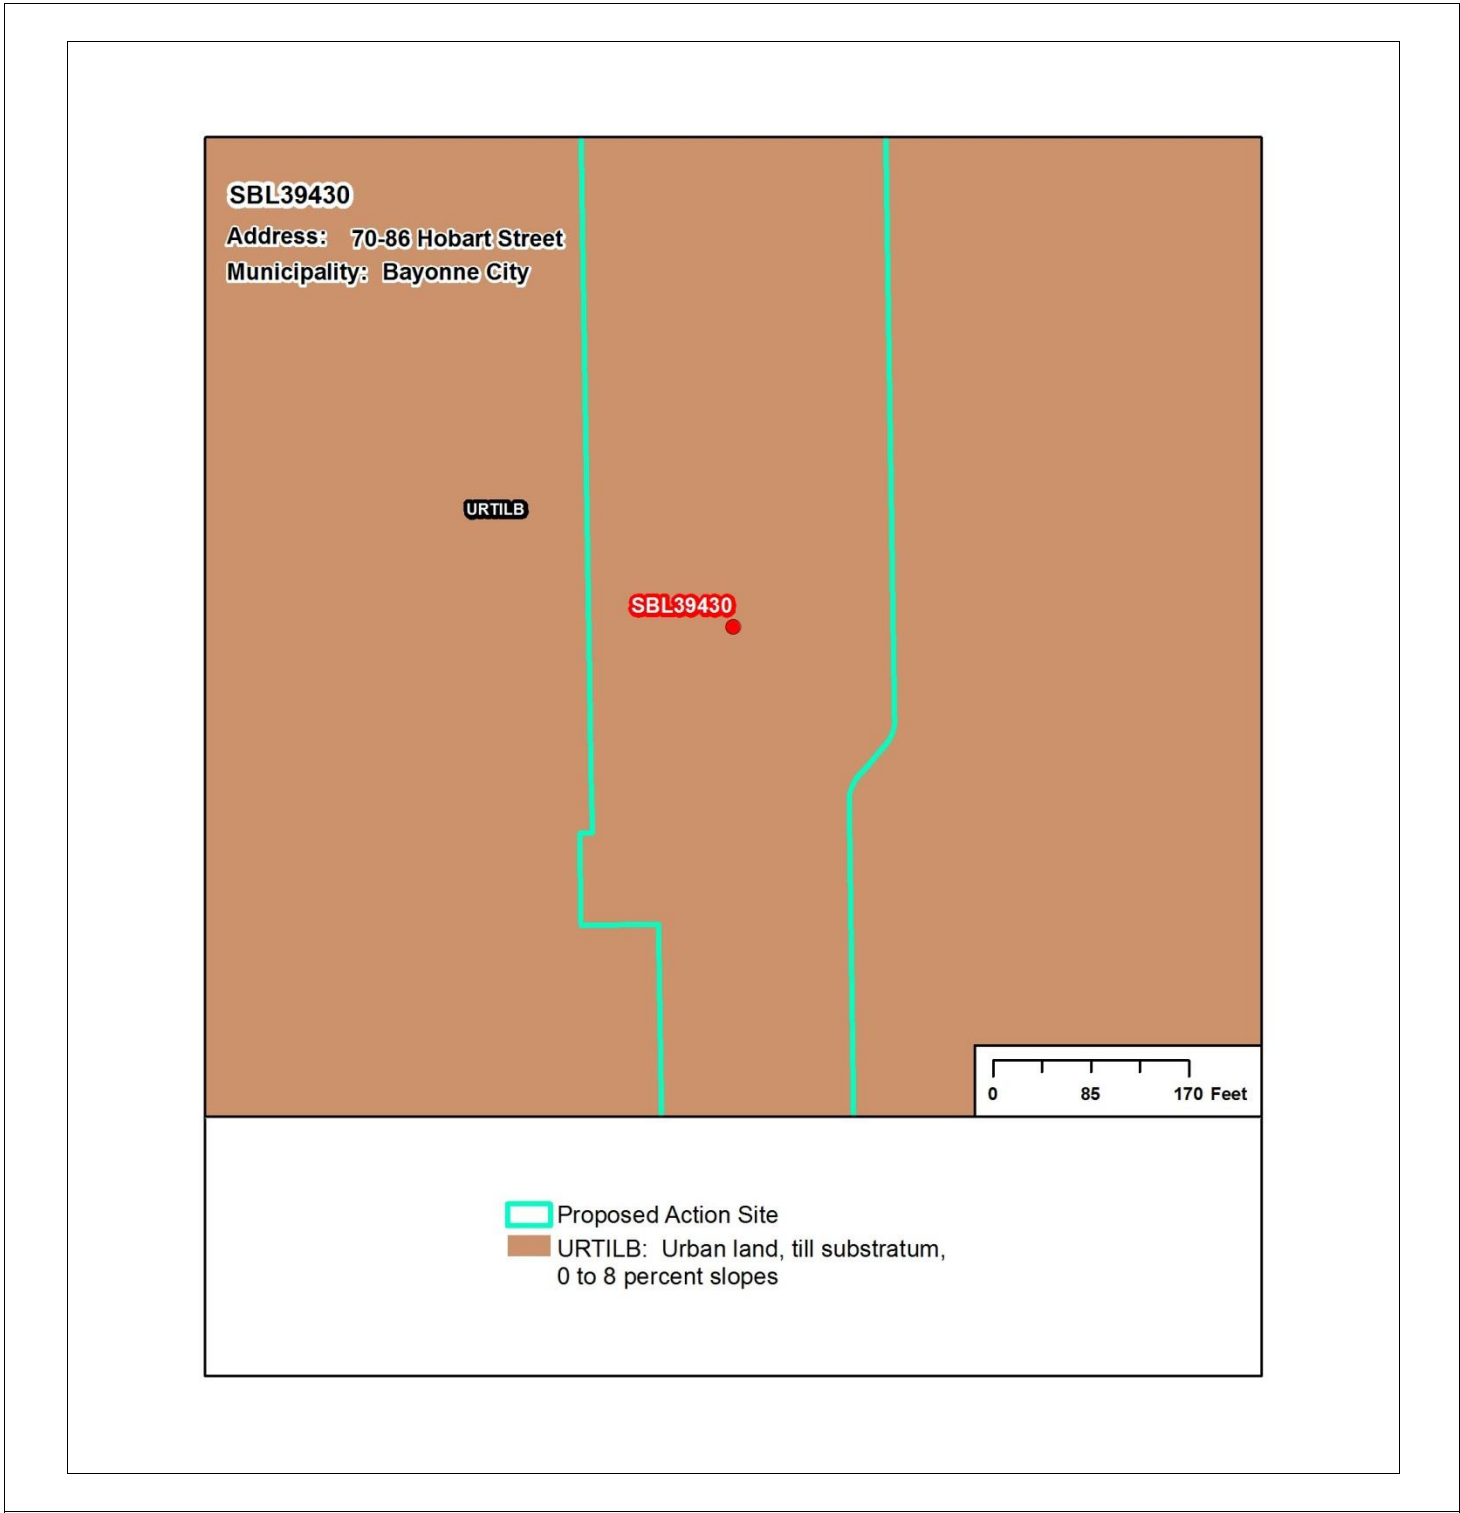 SBL39430
Address: 70-86 Hobart Street
Municipality: Bayonne City
URTILB
SBL39430
0 85 170 Feet
Proposed Action Site
URTILB: Urban land, till substratum,
0 to 8 percent slopes